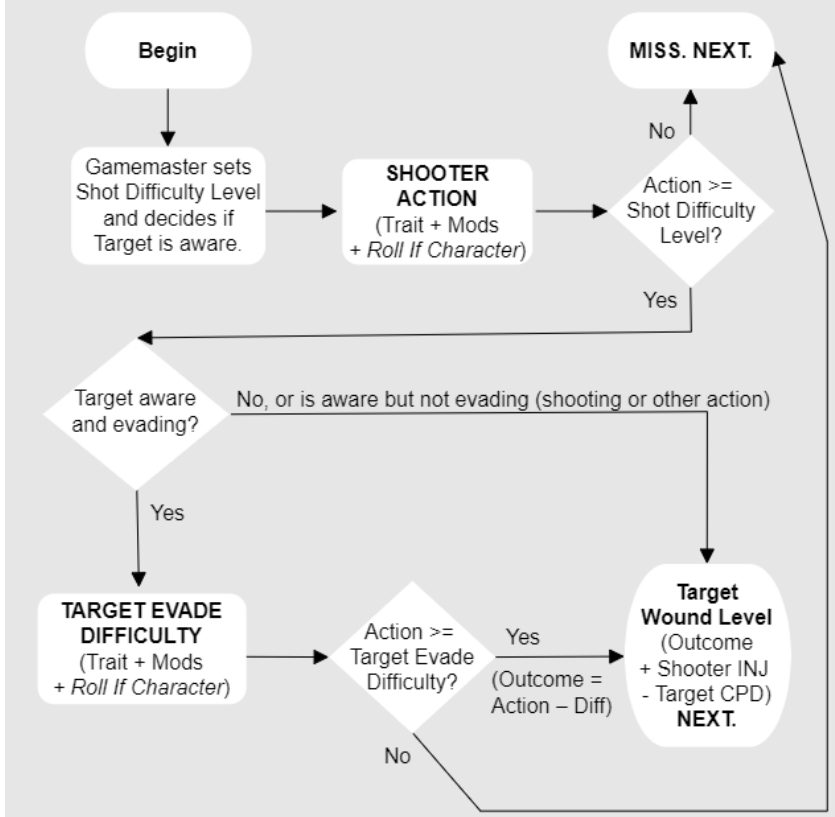 Begin
MISS. NEXT.
Gamemaster sets
Shot Difficulty Level
and decides if
Target is aware.
SHOOTER
ACTION
(Trait + Mods
+ Roll If Character)
Action >=
Shot Difficulty
Level?
No
Yes
Target aware
and evading?
No, or is aware but not evading (shooting or other action)
Yes
TARGET EVADE
DIFFICULTY
(Trait + Mods
+ Roll If Character)
Action >=
Target Evade
Difficulty?
Yes
(Outcome =
Action – Diff)
No
Target
Wound Level
(Outcome
+ Shooter INJ
- Target CPD)
NEXT.